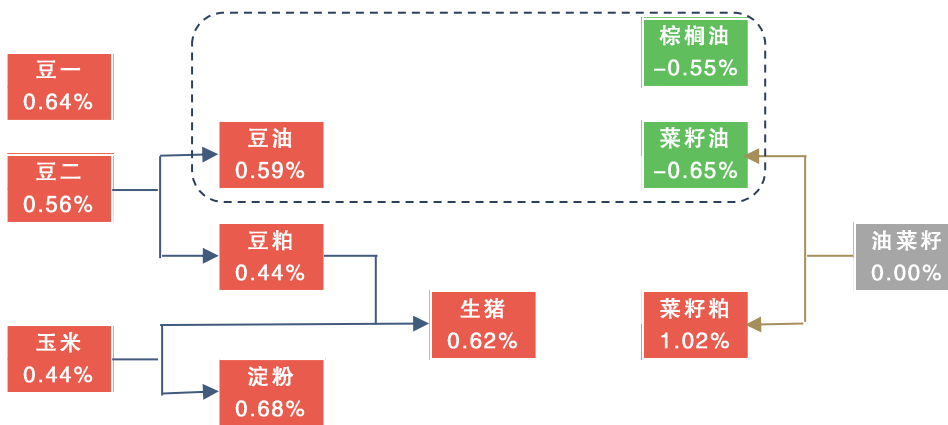 棕榈油
-0.55%
豆一
0.64%
豆油
0.59%
菜籽油
-0.65%
豆二
0.56%
豆粕
0.44%
油菜籽
0.00%
生猪
0.62%
菜籽粕
1.02%
玉米
0.44%
淀粉
0.68%